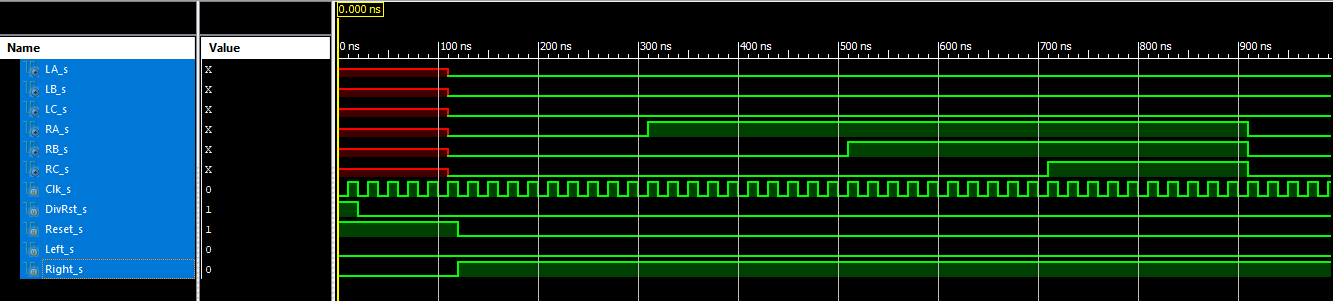 0.000 ns
Name Value 0 ns 100 ns 200 ns 300 ns 400 ns 500 ns 600 ns 700 ns 800 ns 900 ns
LA_s X
LB_s X
LC_s X
RA_s X
RB_s X
RC_s X
Clk_s 0
DivRst_s 1
Reset_s 1
Left_s 0
Right_s 0